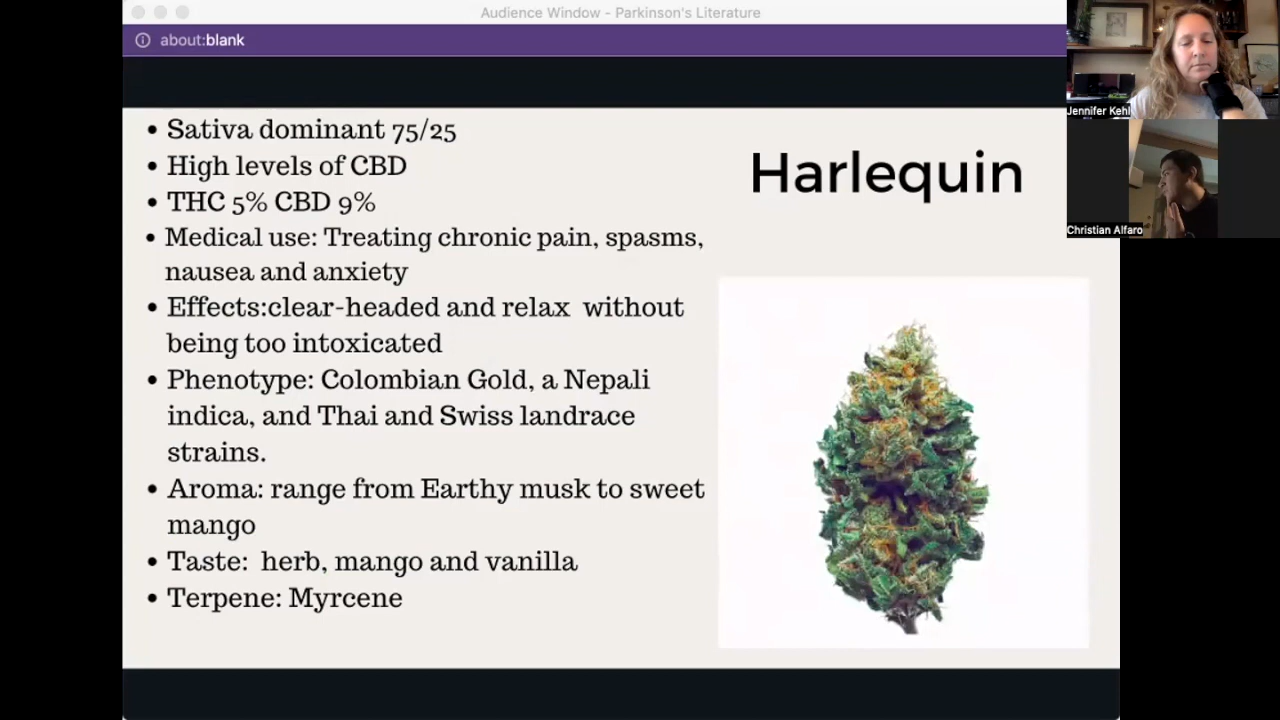 Audience Window - Parkinson's Literature
about:blank
• Sativa dominant 75/25
• High levels of CBD
• THC 5% CBD 9%
• Medical use: Treating chronic pain, spasms,
nausea and anxiety
• Effects:clear-headed and relax  without
being too intoxicated
• Phenotype: Colombian Gold, a Nepali
indica, and Thai and Swiss landrace
strains.
• Aroma: range from Earthy musk to sweet
mango
• Taste:  herb, mango and vanilla
• Terpene: Myrcene
Harlequin
Jennifer Kehl
Christian Alfaro